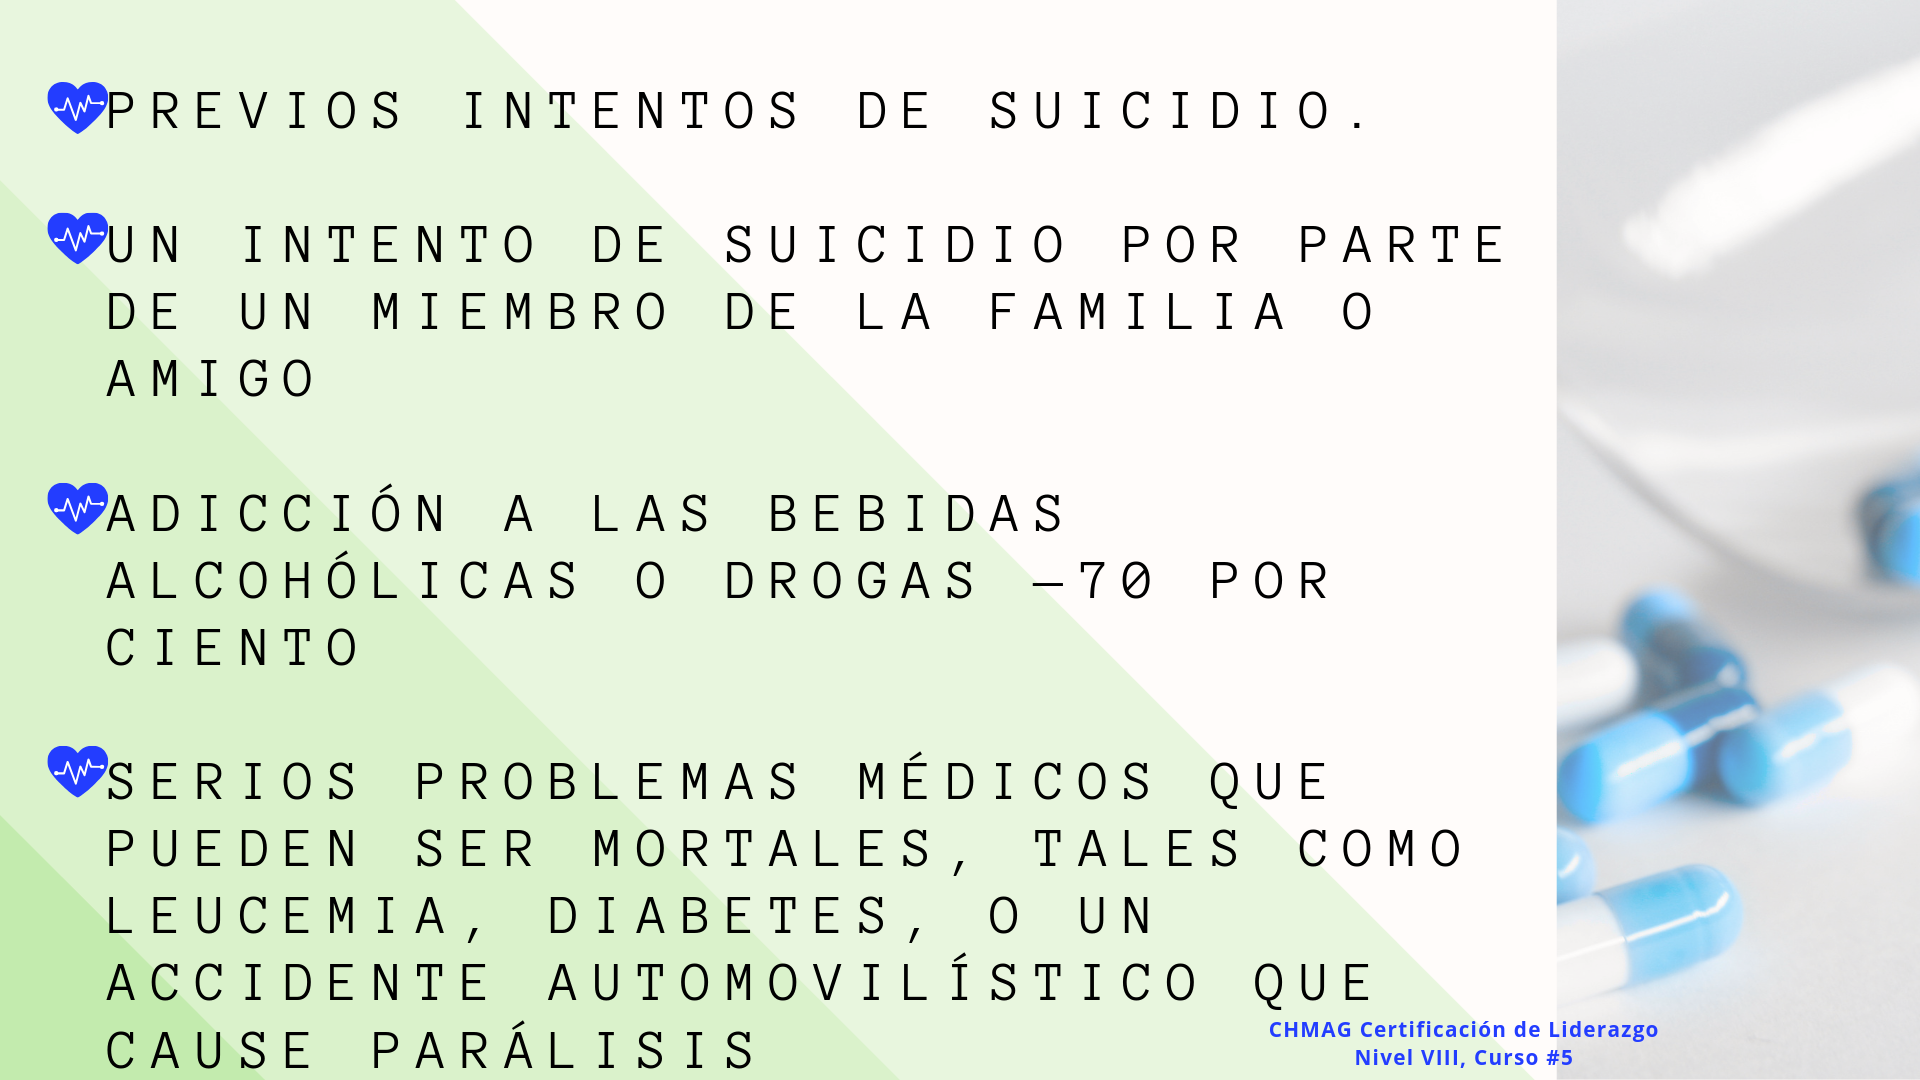 PREVIOS INTENTOS DE SUICIDIO.
UN INTENTO DE SUICIDIO POR PARTE
DE UN MIEMBRO DE LA FAMILIA O
AMIGO
ADICCIÓN A LAS BEBIDAS
ALCOHÓLICAS O DROGAS –70 POR
CIENTO
SERIOS PROBLEMAS MÉDICOS QUE
PUEDEN SER MORTALES, TALES COMO
LEUCEMIA, DIABETES, O UN
ACCIDENTE AUTOMOVILÍSTICO QUE
CAUSE PARÁLISIS
CHMAG Certificación de Liderazgo
Nivel VIII, Curso #5